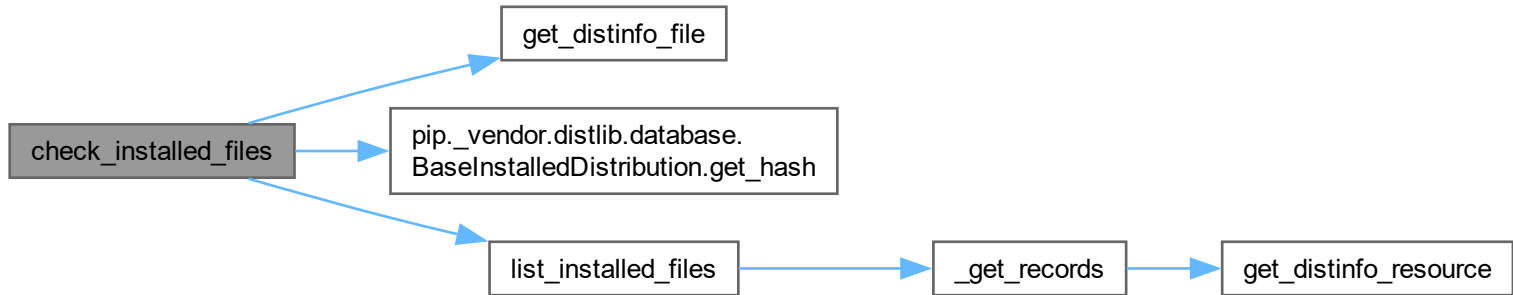 get_distinfo_file
check_installed_files
pip._vendor.distlib.database.
BaseInstalledDistribution.get_hash
list_installed_files
_get_records
get_distinfo_resource